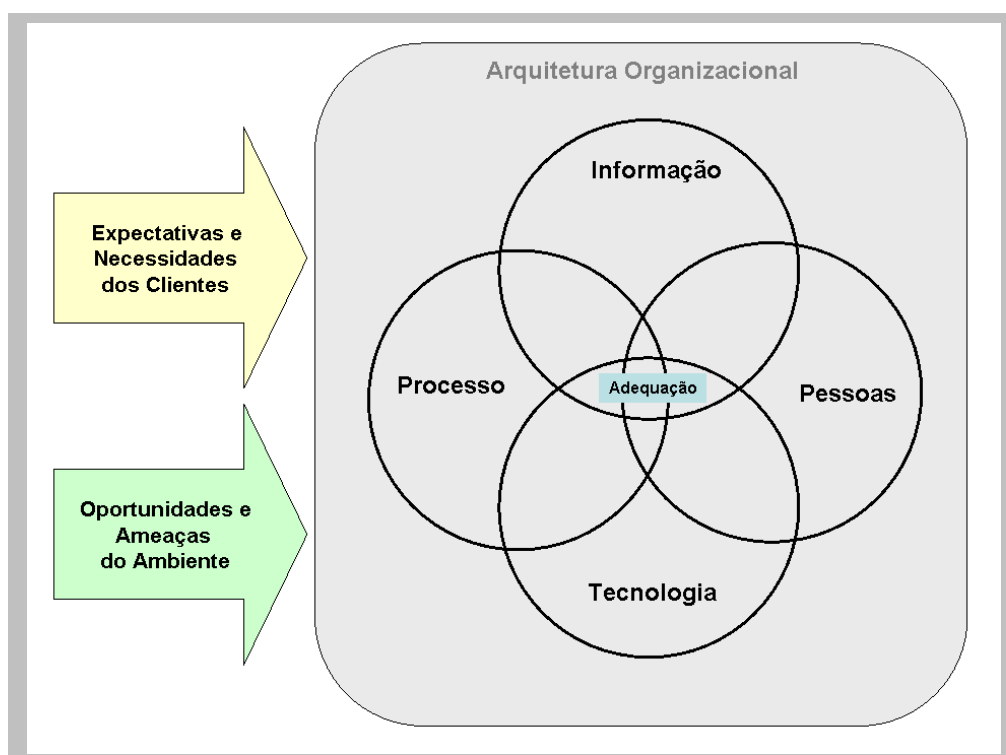 Arquitetura Organizacional
Informação
Expectativas e
Necessidades
dos Clientes
Processo
Adequação
Pessoas
Oportunidades e
Ameaças
do Ambiente
Tecnologia